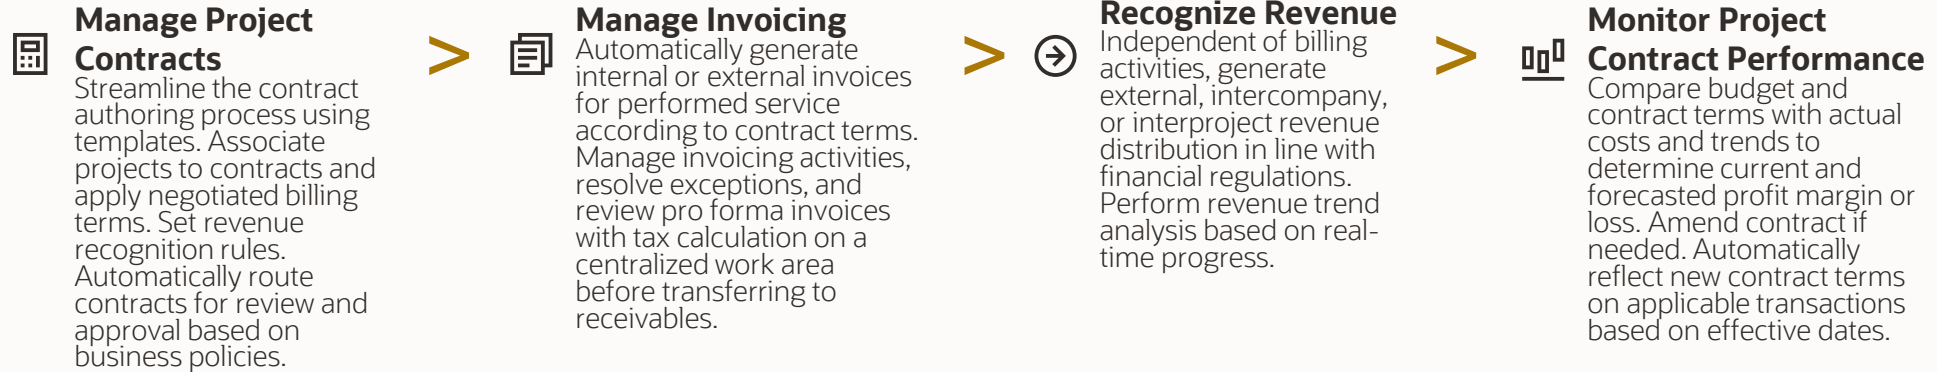 Manage Project
Contracts
Streamline the contract
authoring process using
templates. Associate
projects to contracts and
apply negotiated billing
terms. Set revenue
recognition rules.
Automatically route
contracts for review and
approval based on
business policies.
>
Manage Invoicing
Automatically generate
internal or external invoices
for performed service
according to contract terms.
Manage invoicing activities,
resolve exceptions, and
review pro forma invoices
with tax calculation on a
centralized work area
before transferring to
receivables.
>
Recognize Revenue
Independent of billing
activities, generate
external, intercompany,
or interproject revenue
distribution in line with
financial regulations.
Perform revenue trend
analysis based on real-
time progress.
>
Monitor Project
Contract Performance
Compare budget and
contract terms with actual
costs and trends to
determine current and
forecasted profit margin or
loss. Amend contract if
needed. Automatically
reflect new contract terms
on applicable transactions
based on effective dates.